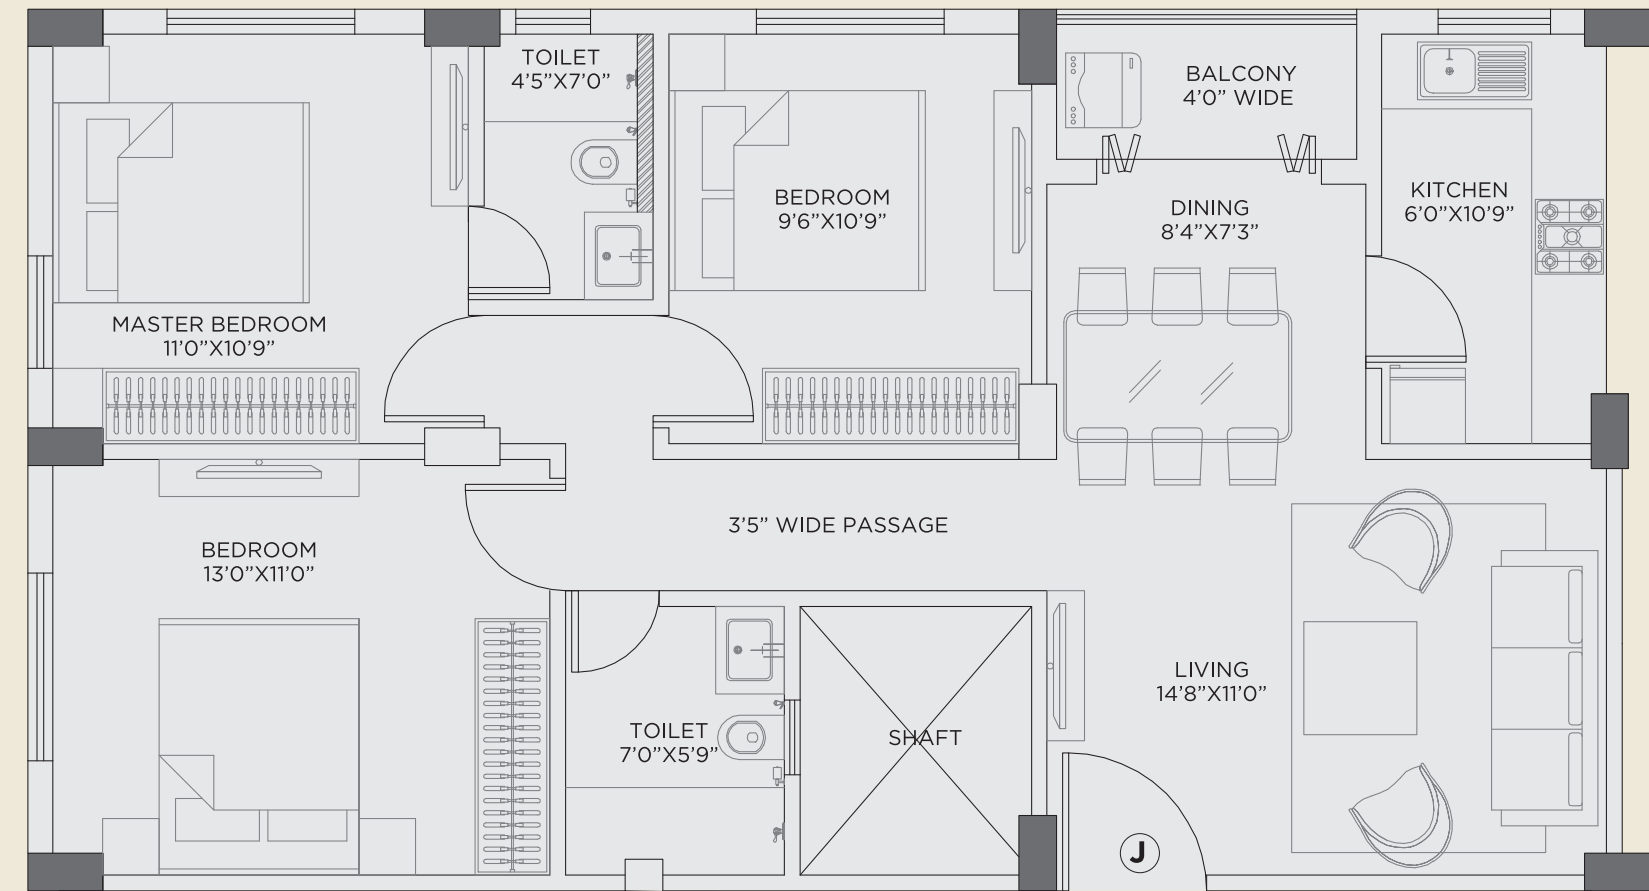 TOILET
4’5”X7’0”
BALCONY
4’0” WIDE
BEDROOM
9’6”X10’9”
DINING
8’4”X7’3”
KITCHEN
6’0”X10’9”
MASTER BEDROOM
11’0”X10’9”
3’5” WIDE PASSAGE
BEDROOM
13’0”X11’0”
LIVING
14’8”X11’0”
TOILET
7’0”X5’9”
SHAFT
J